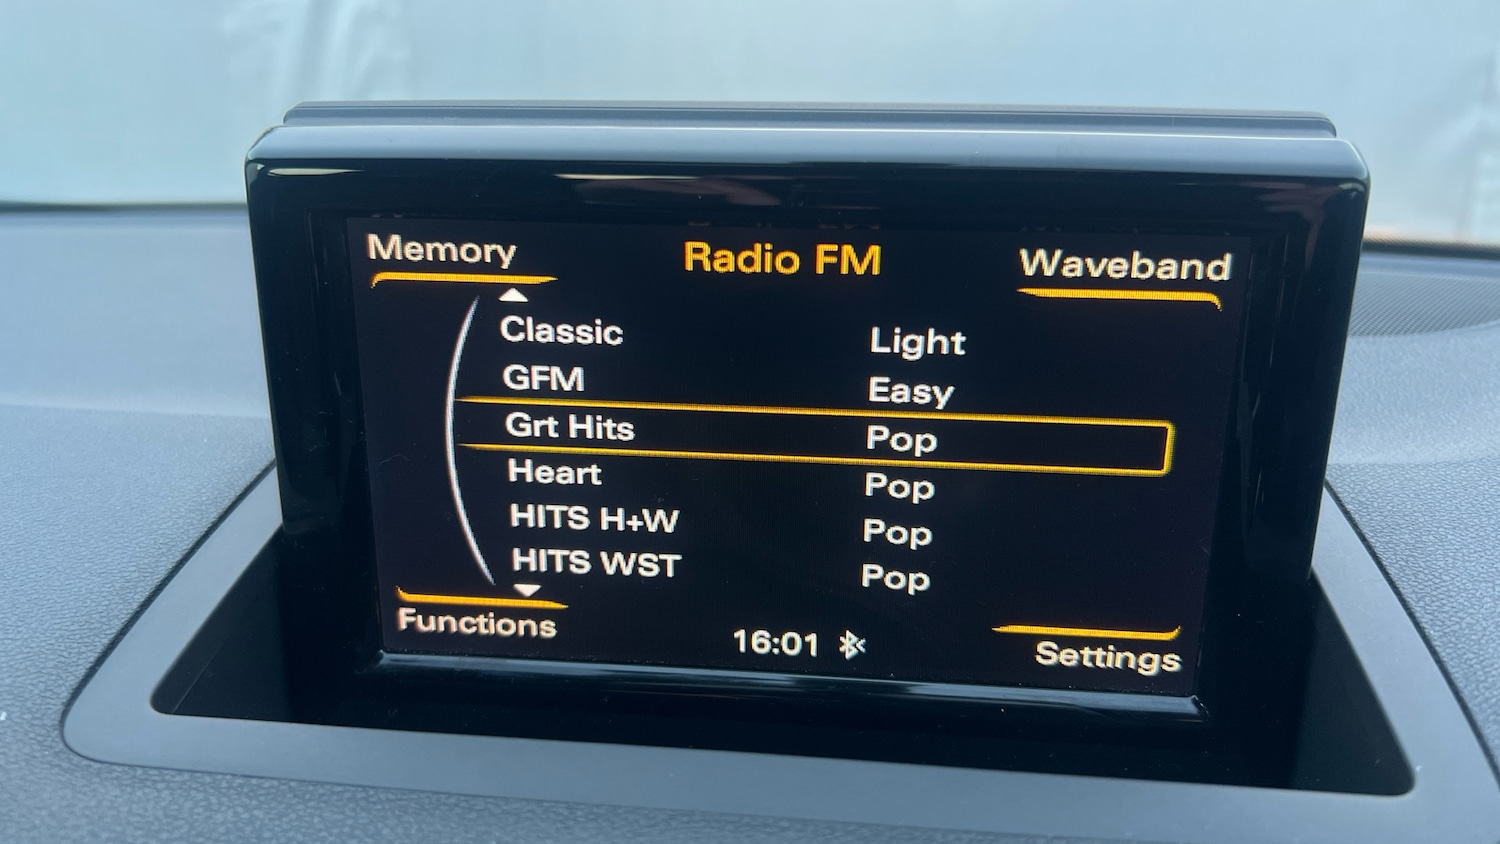 Memory Radio FM Waveband
Classic Light
GFM Easy
Grt Hits Pop
Heart Pop
HITS H+W Pop
HITS WST Pop
Functions 16:01 Settings